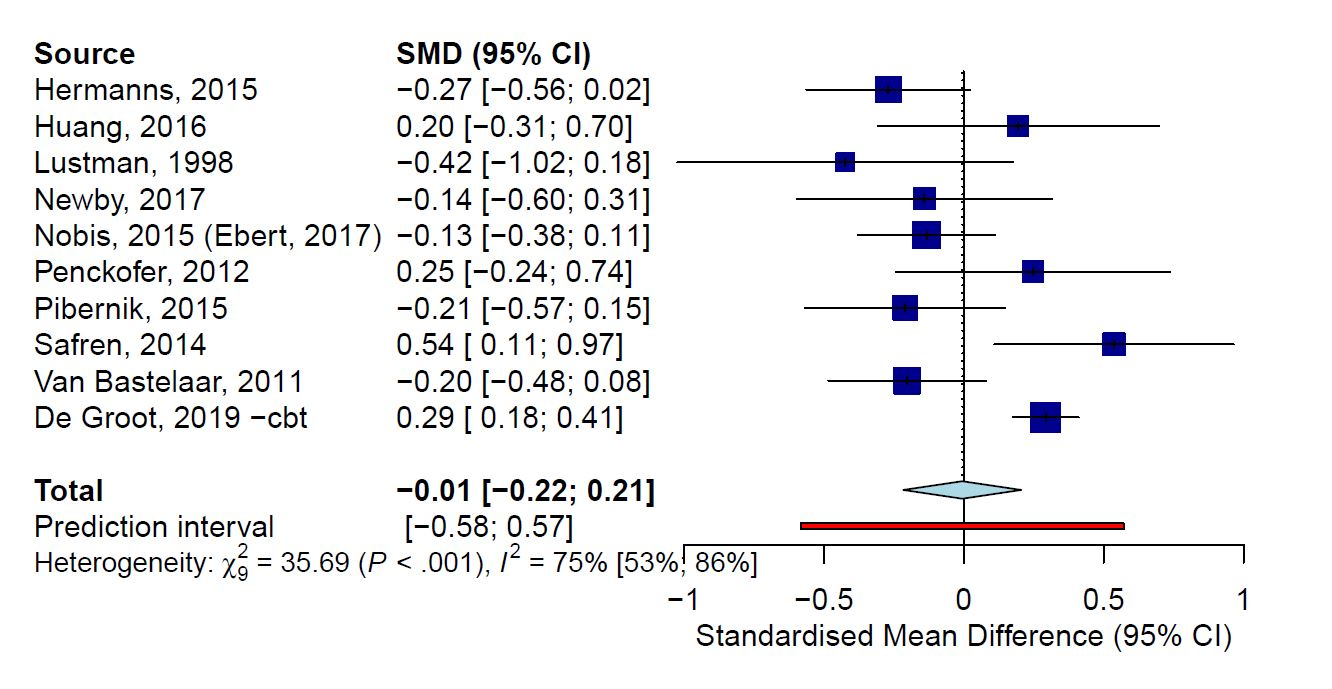 Source SMD (95% CI)
Hermanns, 2015 −0.27 [−0.56; 0.02]
Huang, 2016 0.20 [−0.31; 0.70]
Lustman, 1998 −0.42 [−1.02; 0.18]
Newby, 2017 −0.14 [−0.60; 0.31]
Nobis, 2015 (Ebert, 2017) −0.13 [−0.38; 0.11]
Penckofer, 2012 0.25 [−0.24; 0.74]
Pibernik, 2015 −0.21 [−0.57; 0.15]
Safren, 2014 0.54 [ 0.11; 0.97]
Van Bastelaar, 2011 −0.20 [−0.48; 0.08]
De Groot, 2019 −cbt 0.29 [ 0.18; 0.41]
Total −0.01 [−0.22; 0.21]
Prediction interval [−0.58; 0.57]
Heterogeneity: χ²₉ = 35.69 (P < .001), I² = 75% [53%; 86%]
−1 −0.5 0 0.5 1
Standardised Mean Difference (95% CI)